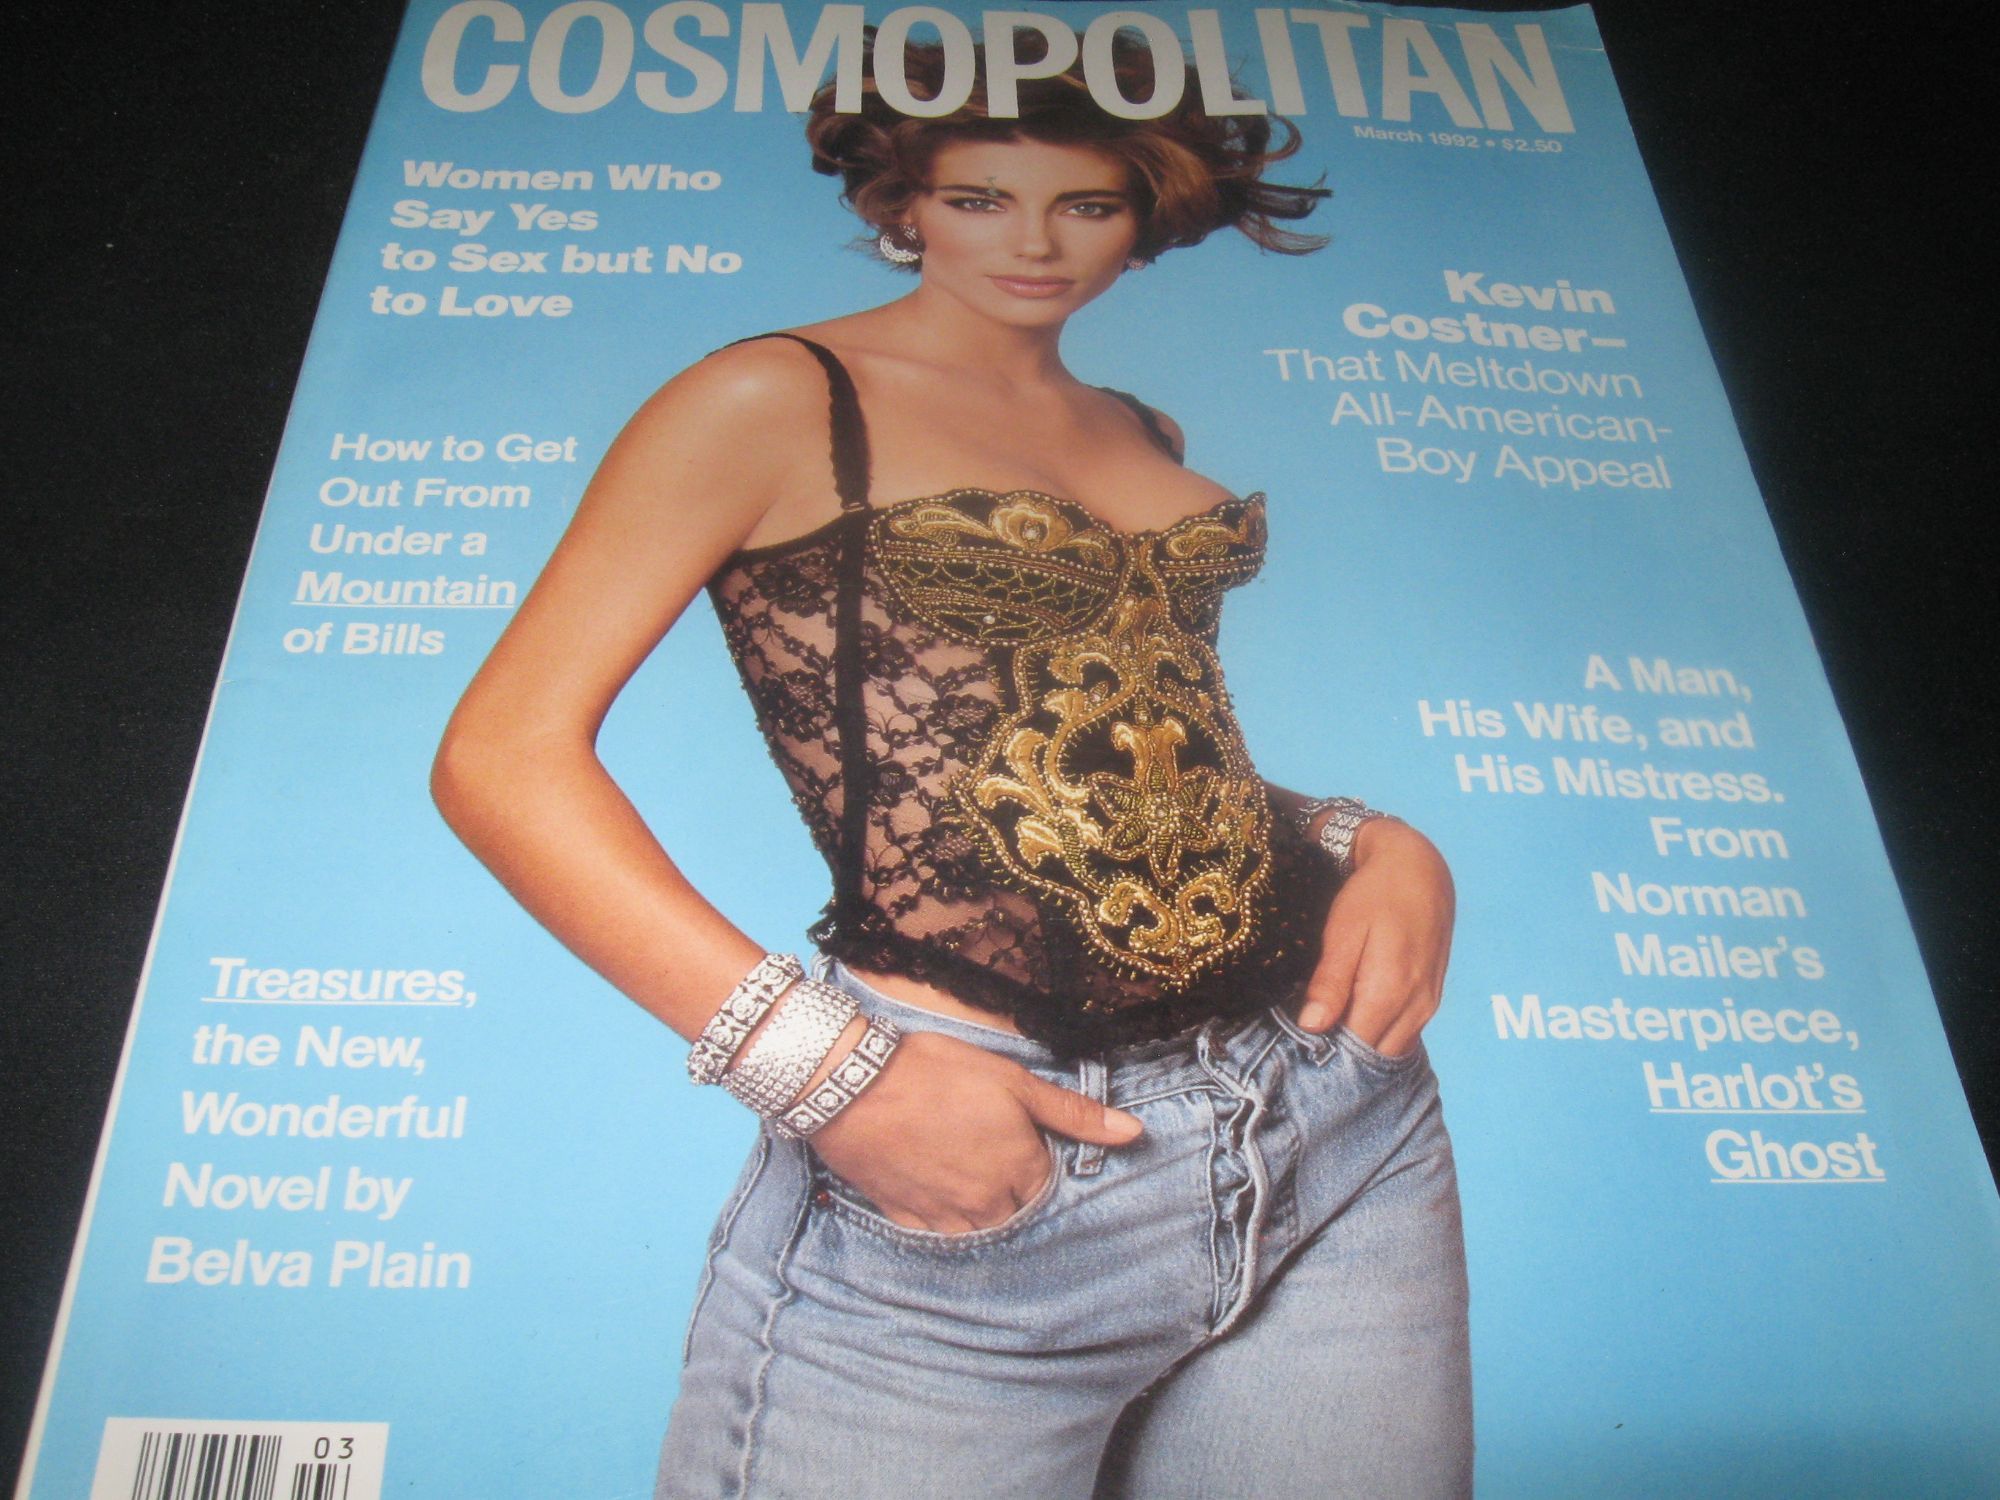 COSMOPOLITAN
March 1992 • $2.50
Women Who
Say Yes
to Sex but No
to Love
How to Get
Out From
Under a
Mountain
of Bills
Treasures,
the New,
Wonderful
Novel by
Belva Plain
Kevin
Costner–
That Meltdown
All-American-
Boy Appeal
A Man,
His Wife, and
His Mistress.
From
Norman
Mailer's
Masterpiece,
Harlot's
Ghost
03